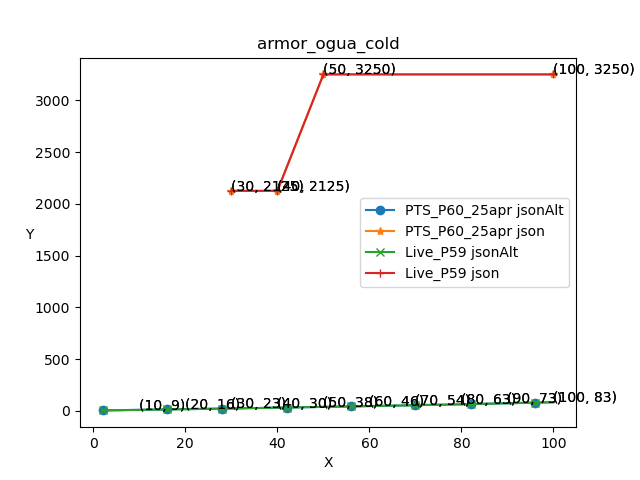 armor_ogua_cold
(50, 3250)
(100, 3250)
(30, 2125)
(40, 2125)
PTS_P60_25apr jsonAlt
PTS_P60_25apr json
Live_P59 jsonAlt
Live_P59 json
(10, 9)
(20, 16)
(30, 23)
(40, 30)
(50, 38)
(60, 46)
(70, 54)
(80, 63)
(90, 73)
(100, 83)
3000
2500
2000
1500
1000
500
0
Y
0 20 40 60 80 100
X